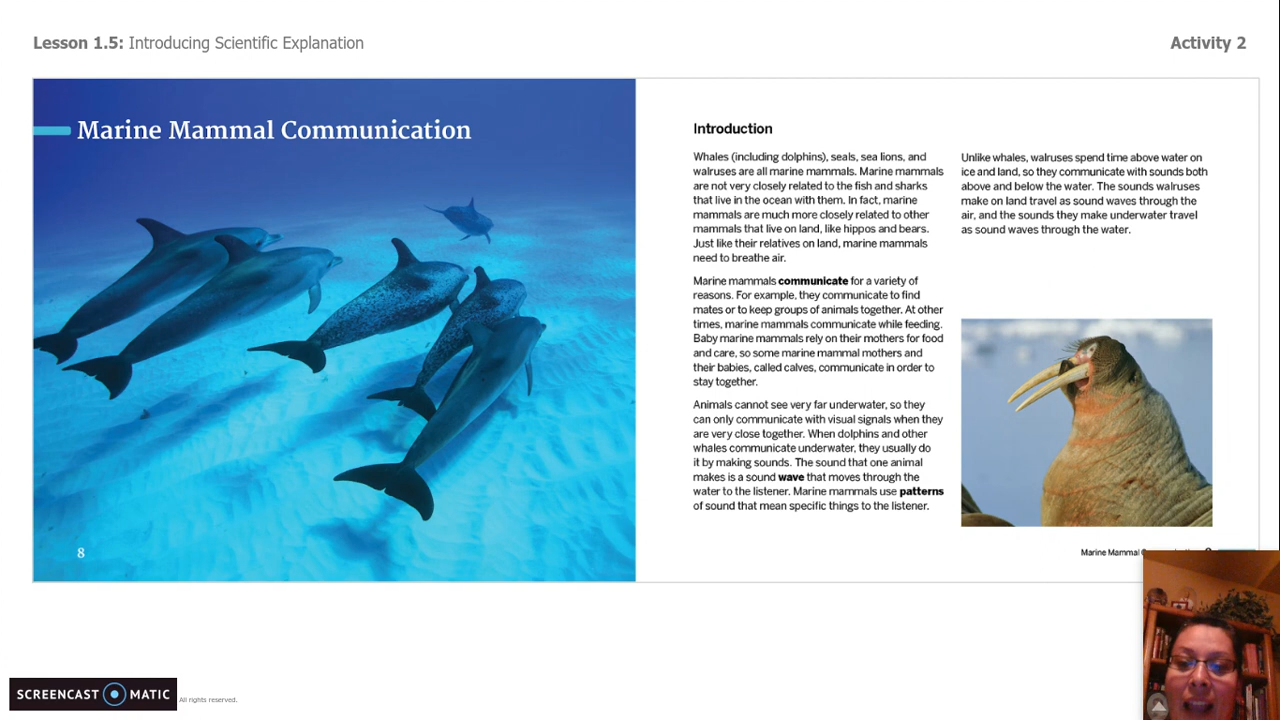 Lesson 1.5: Introducing Scientific Explanation
Activity 2
Marine Mammal Communication
8
Introduction
Whales (including dolphins), seals, sea lions, and
walruses are all marine mammals. Marine mammals
are not very closely related to the fish and sharks
that live in the ocean with them. In fact, marine
mammals are much more closely related to other
mammals that live on land, like hippos and bears.
Just like their relatives on land, marine mammals
need to breathe air.
Marine mammals communicate for a variety of
reasons. For example, they communicate to find
mates or to keep groups of animals together. At other
times, marine mammals communicate while feeding.
Baby marine mammals rely on their mothers for food
and care, so some marine mammal mothers and
their babies, called calves, communicate in order to
stay together.
Animals cannot see very far underwater, so they
can only communicate with visual signals when they
are very close together. When dolphins and other
whales communicate underwater, they usually do
it by making sounds. The sound that one animal
makes is a sound wave that moves through the
water to the listener. Marine mammals use patterns
of sound that mean specific things to the listener.
Unlike whales, walruses spend time above water on
ice and land, so they communicate with sounds both
above and below the water. The sounds walruses
make on land travel as sound waves through the
air, and the sounds they make underwater travel
as sound waves through the water.
Marine Mammal
SCREENCAST MATIC
All rights reserved.